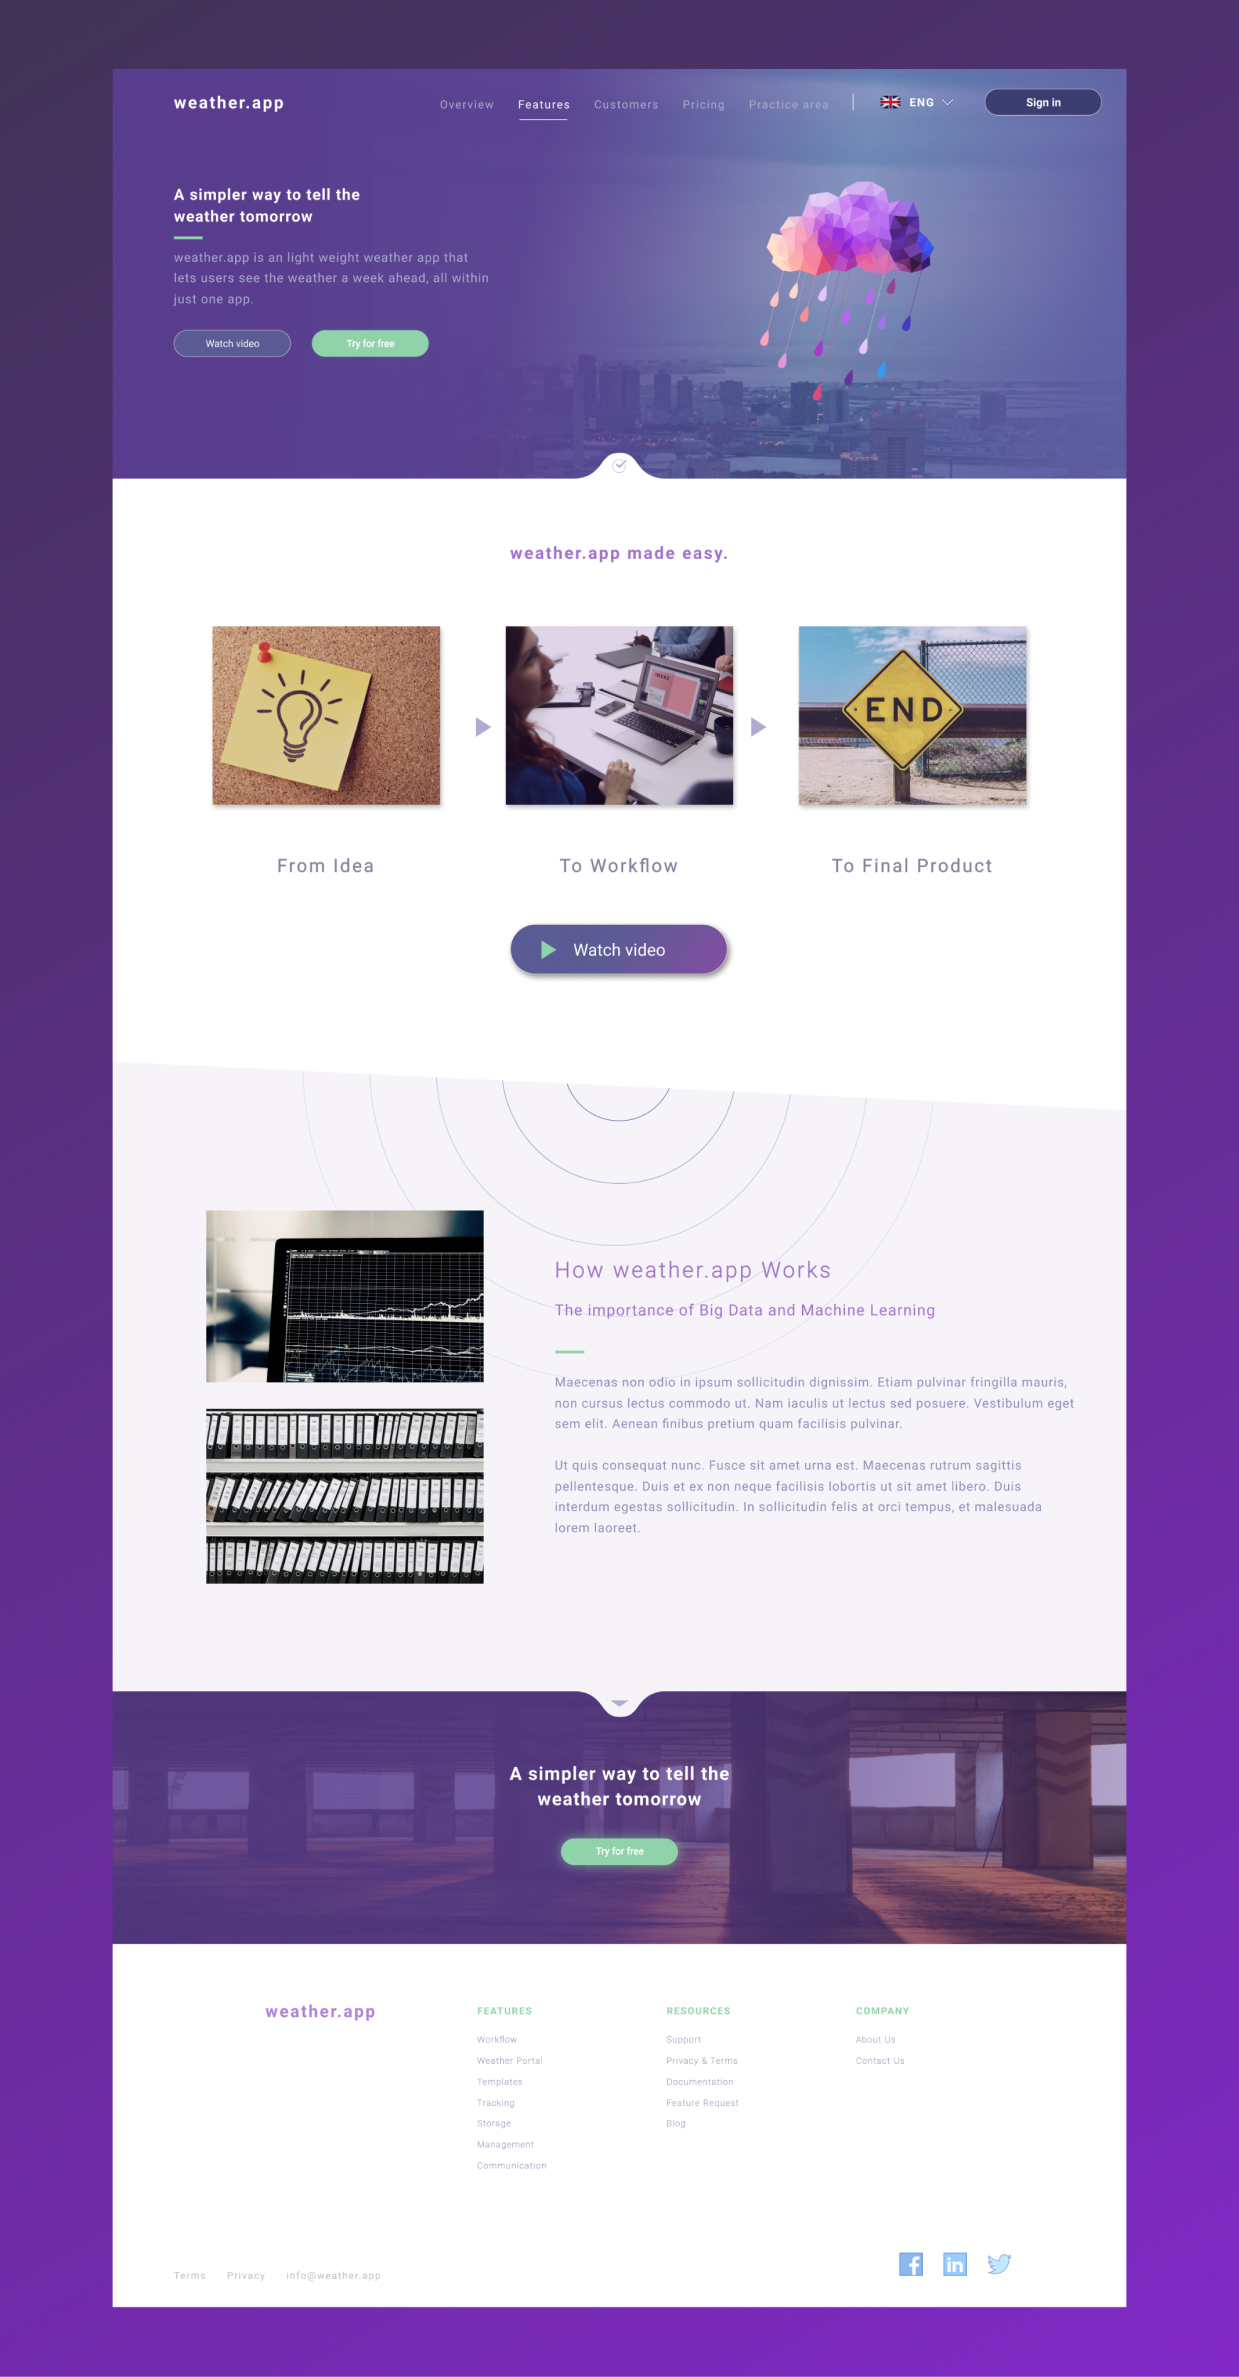 weather.app
Overview Features Customers Pricing Practice area ENG Sign in
A simpler way to tell the
weather tomorrow
weather.app is an light weight weather app that
lets users see the weather a week ahead, all within
just one app.
Watch video Try for free
weather.app made easy.
IDEAS
END
From Idea
To Workflow
To Final Product
Watch video
How weather.app Works
The importance of Big Data and Machine Learning
Maecenas non odio in ipsum sollicitudin dignissim. Etiam pulvinar fringilla mauris,
non cursus lectus commodo ut. Nam iaculis ut lectus sed posuere. Vestibulum eget
sem elit. Aenean finibus pretium quam facilisis pulvinar.
Ut quis consequat nunc. Fusce sit amet urna est. Maecenas rutrum sagittis
pellentesque. Duis et ex non neque facilisis lobortis ut sit amet libero. Duis
interdum egestas sollicitudin. In sollicitudin felis at orci tempus, et malesuada
lorem laoreet.
A simpler way to tell the
weather tomorrow
Try for free
weather.app
FEATURES
Workflow
Weather Portal
Templates
Tracking
Storage
Management
Communication
RESOURCES
Support
Privacy & Terms
Documentation
Feature Request
Blog
COMPANY
About Us
Contact Us
Terms Privacy info@weather.app
f in